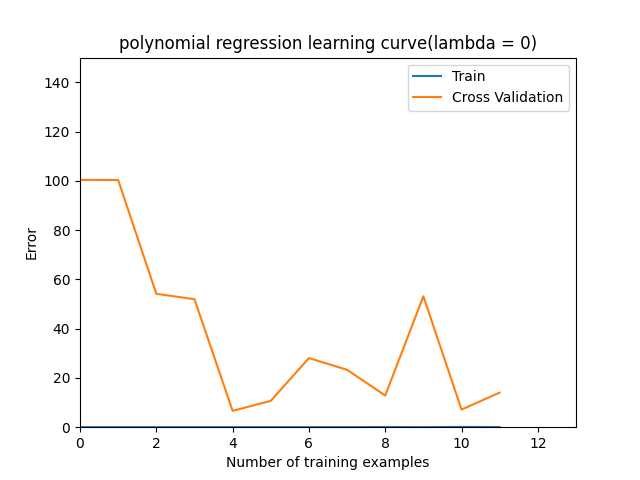 polynomial regression learning curve(lambda = 0)
Train
Cross Validation
140
120
100
80
60
40
20
0
Error
0 2 4 6 8 10 12
Number of training examples